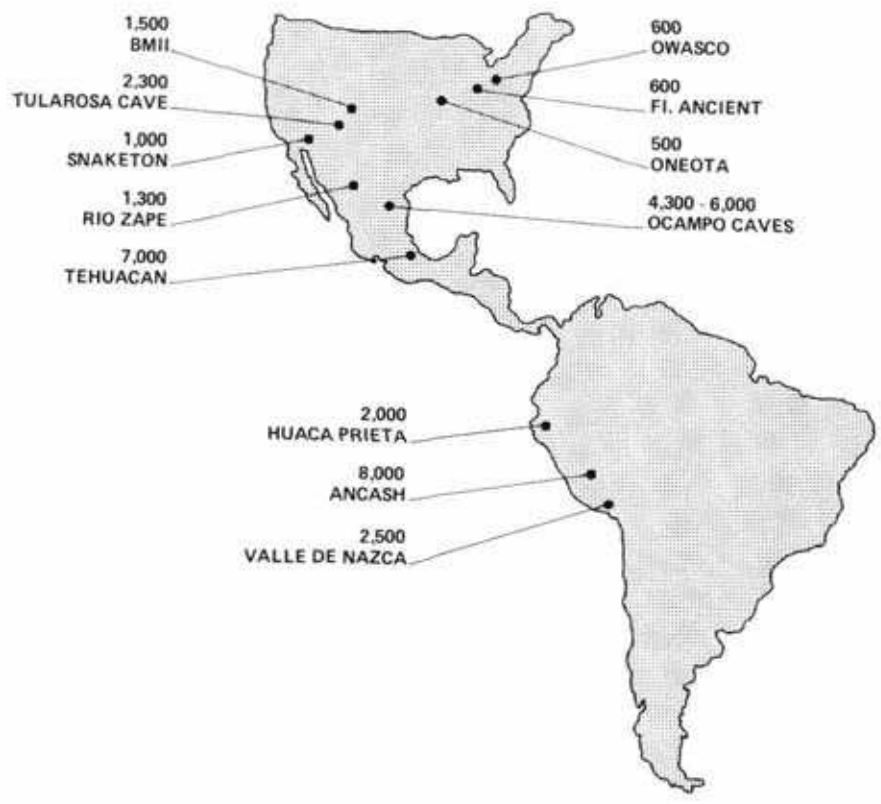 1,500
BMII
2,300
TULAROSA CAVE
1,000
SNAKETON
1,300
RIO ZAPE
7,000
TEHUACAN
600
OWASCO
600
FI. ANCIENT
500
ONEOTA
4,300 - 6,000
OCAMPO CAVES
2,000
HUACA PRIETA
8,000
ANCASH
2,500
VALLE DE NAZCA